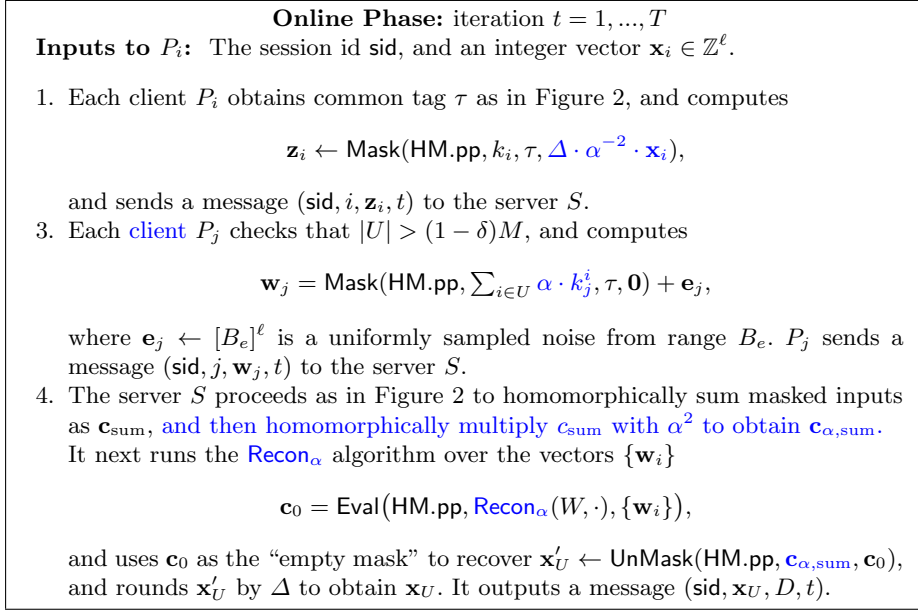 Online Phase: iteration t = 1, ..., T
Inputs to P_i: The session id sid, and an integer vector x_i ∈ ℤ^ℓ.
1. Each client P_i obtains common tag τ as in Figure 2, and computes
z_i ← Mask(HM.pp, k_i, τ, Δ · α^{-2} · x_i),
and sends a message (sid, i, z_i, t) to the server S.
3. Each client P_j checks that |U| > (1 − δ)M, and computes
w_j = Mask(HM.pp, ∑_{i∈U} α · k_j^i, τ, 0) + e_j,
where e_j ← [B_e]^ℓ is a uniformly sampled noise from range B_e. P_j sends a
message (sid, j, w_j, t) to the server S.
4. The server S proceeds as in Figure 2 to homomorphically sum masked inputs
as c_sum, and then homomorphically multiply c_sum with α^2 to obtain c_{α,sum}.
It next runs the Recon_α algorithm over the vectors {w_i}
c_0 = Eval(HM.pp, Recon_α(W, ·), {w_i}),
and uses c_0 as the “empty mask” to recover x′_U ← UnMask(HM.pp, c_{α,sum}, c_0),
and rounds x′_U by Δ to obtain x_U. It outputs a message (sid, x_U, D, t).